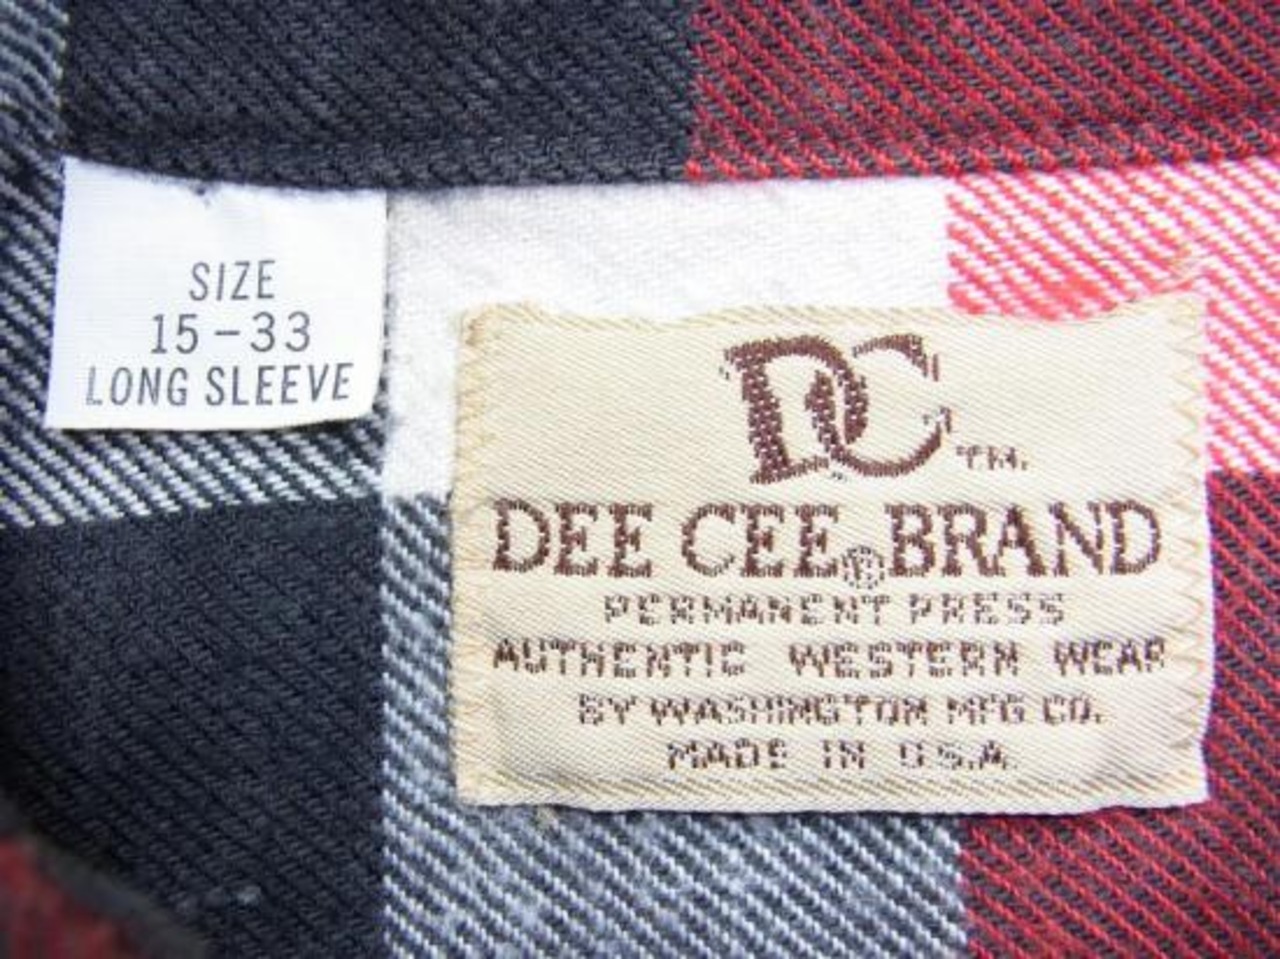 SIZE
15-33
LONG SLEEVE
DC TM.
DEE CEE® BRAND
PERMANENT PRESS
AUTHENTIC WESTERN WEAR
BY WASHINGTON MFG CO.
MADE IN U.S.A.